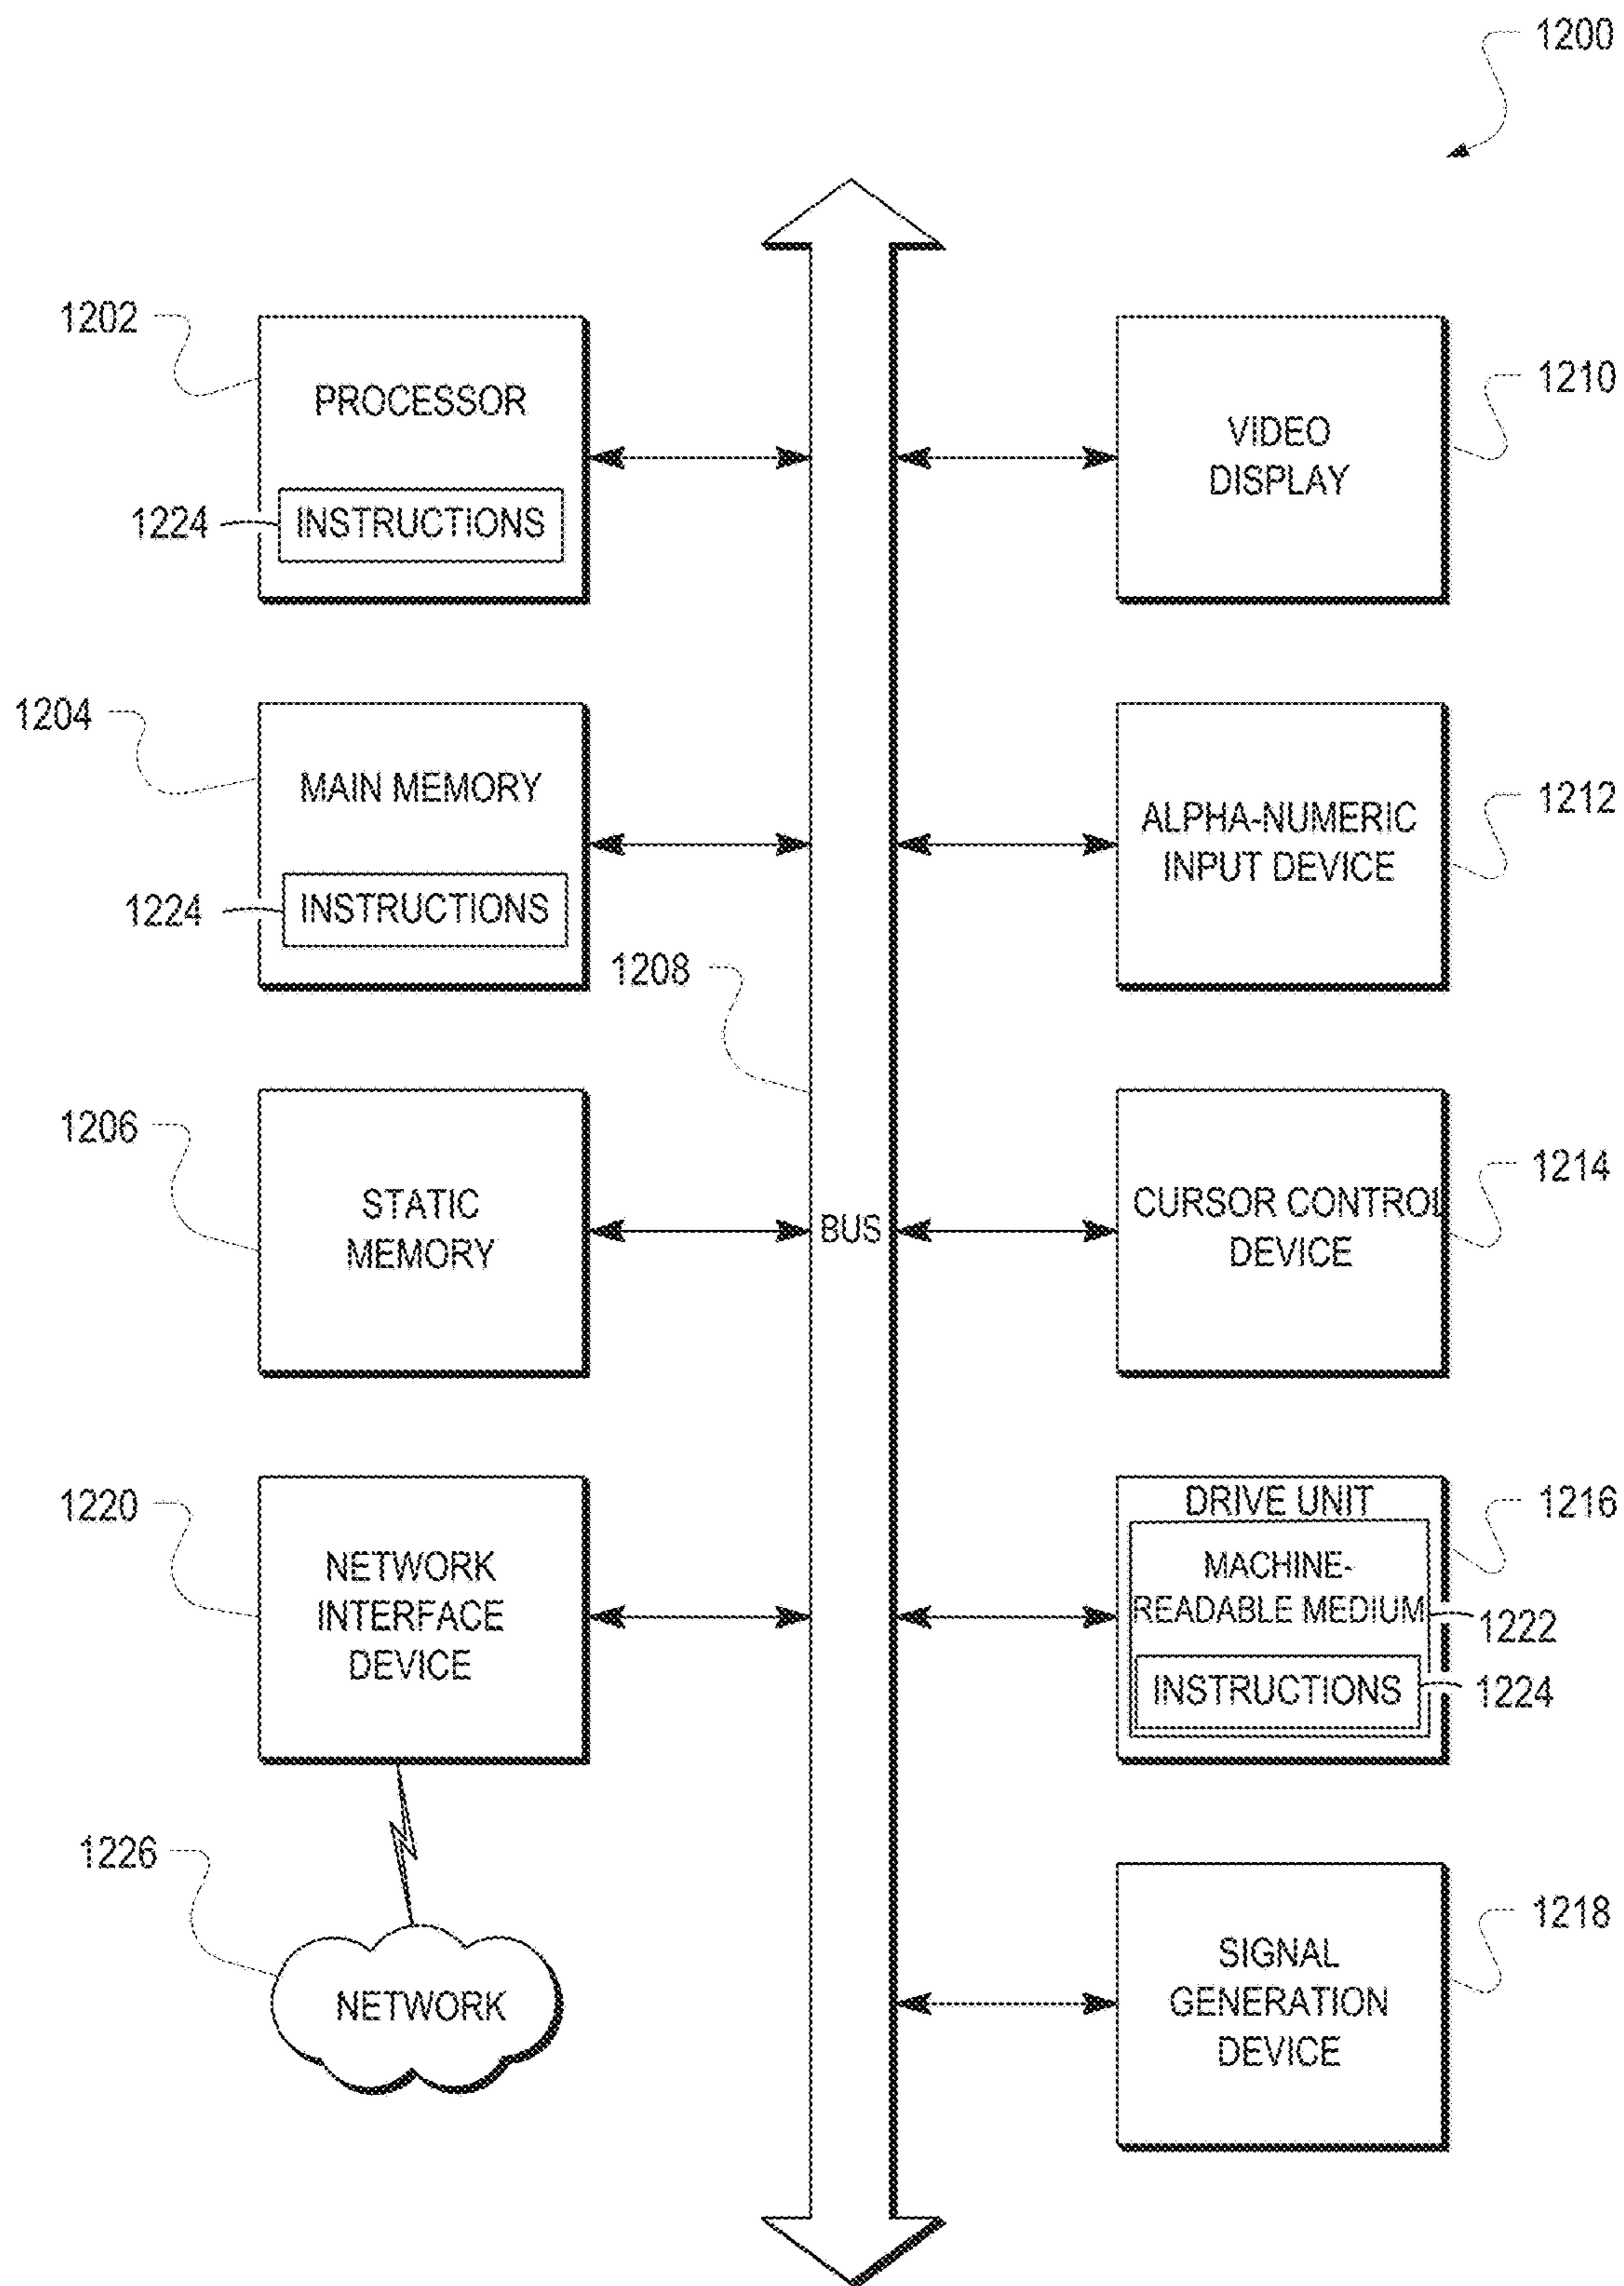 1200
1202
PROCESSOR
1224
INSTRUCTIONS
1210
VIDEO
DISPLAY
1204
MAIN MEMORY
1224
INSTRUCTIONS
1212
ALPHA-NUMERIC
INPUT DEVICE
1208
1206
STATIC
MEMORY
BUS
1214
CURSOR CONTROL
DEVICE
1220
NETWORK
INTERFACE
DEVICE
DRIVE UNIT
1216
MACHINE-
READABLE MEDIUM
1222
INSTRUCTIONS
1224
1226
NETWORK
1218
SIGNAL
GENERATION
DEVICE